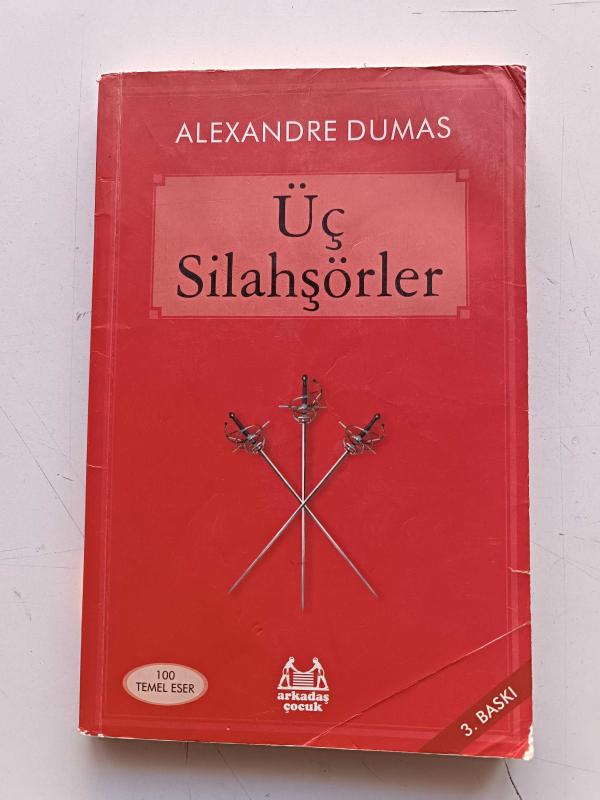 ALEXANDRE DUMAS
Üç
Silahşörler
100
TEMEL ESER
arkadaş
çocuk
3. BASKI